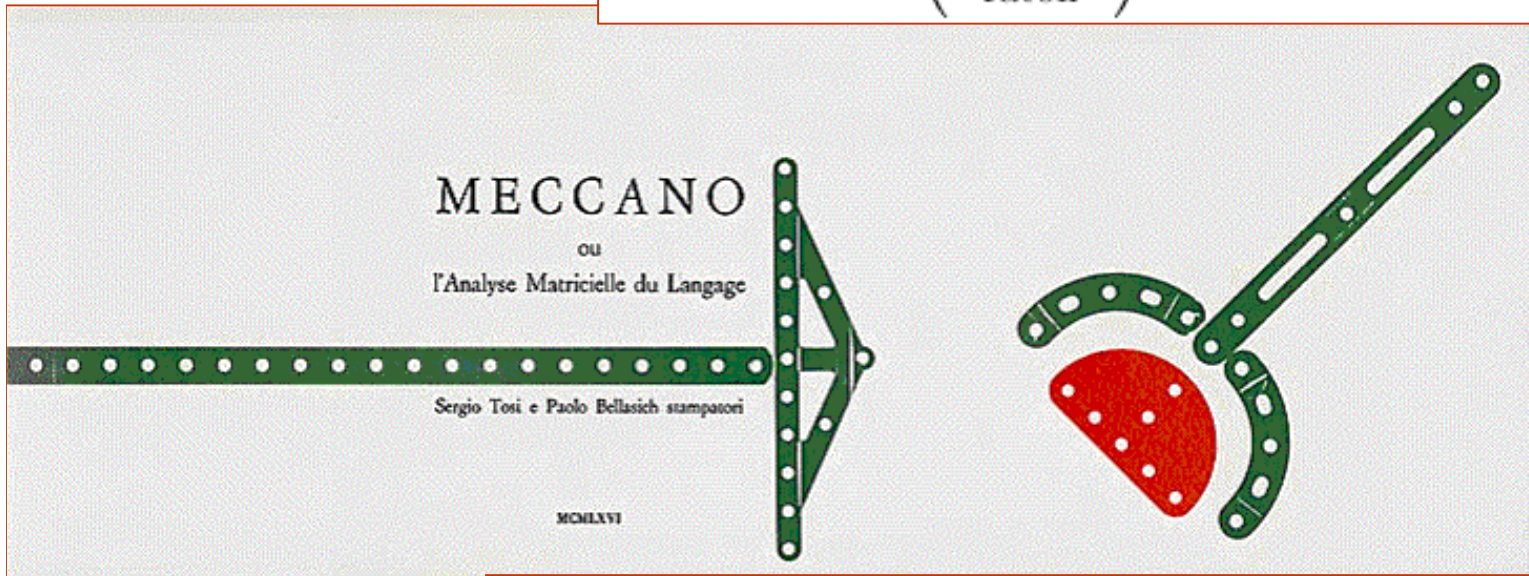 MECCANO
ou
l'Analyse Matricielle du Langage
Sergio Tosi e Paolo Bellasich stampatori
MCMLXVI